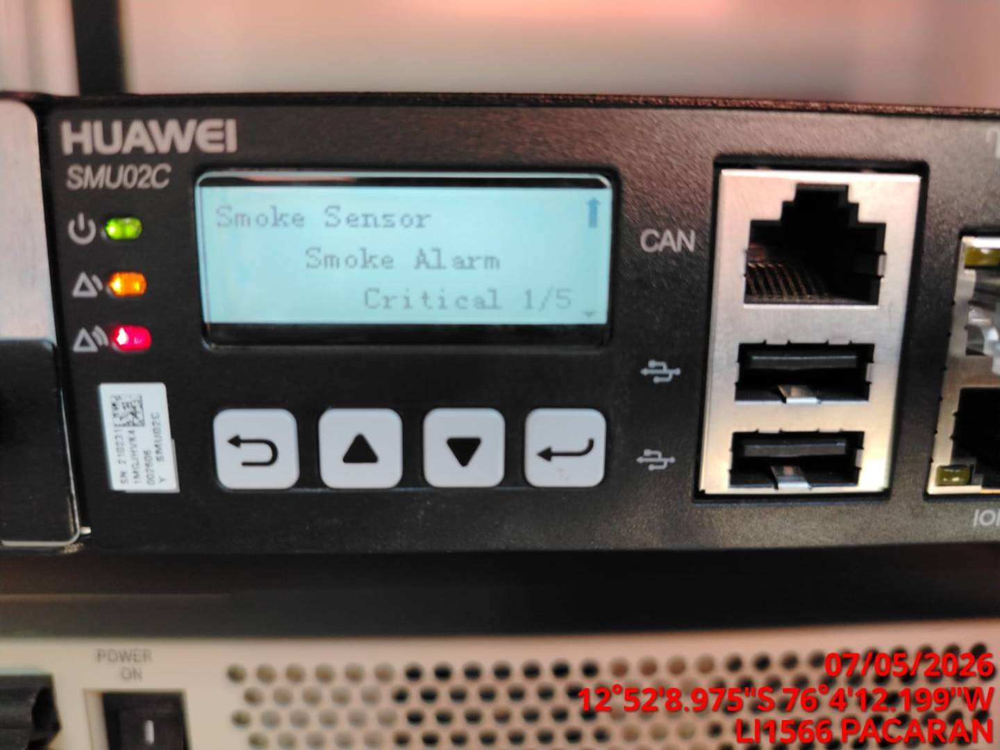 HUAWEI
SMU02C
Smoke Sensor
Smoke Alarm
Critical 1/5
CAN
SMU02C
Y
POWER
ON
07/05/2026
12°52'8.975"S 76°4'12.199"W
LI1566 PACARAN